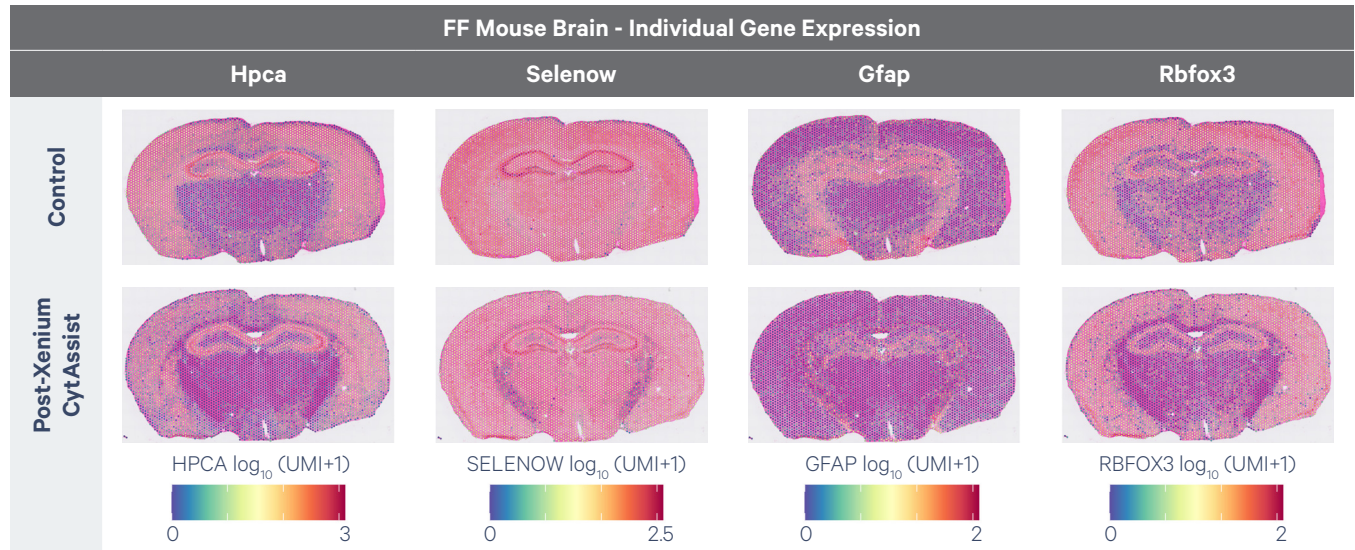 FF Mouse Brain - Individual Gene Expression
Hpca Selenow Gfap Rbfox3
Control
Post-Xenium
CytAssist
HPCA log₁₀ (UMI+1) SELENOW log₁₀ (UMI+1) GFAP log₁₀ (UMI+1) RBFOX3 log₁₀ (UMI+1)
0 3 0 2.5 0 2 0 2